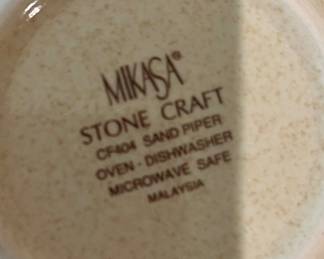 MIKASA®
STONE CRAFT
CF404 SAND PIPER
OVEN · DISHWASHER
MICROWAVE SAFE
MALAYSIA